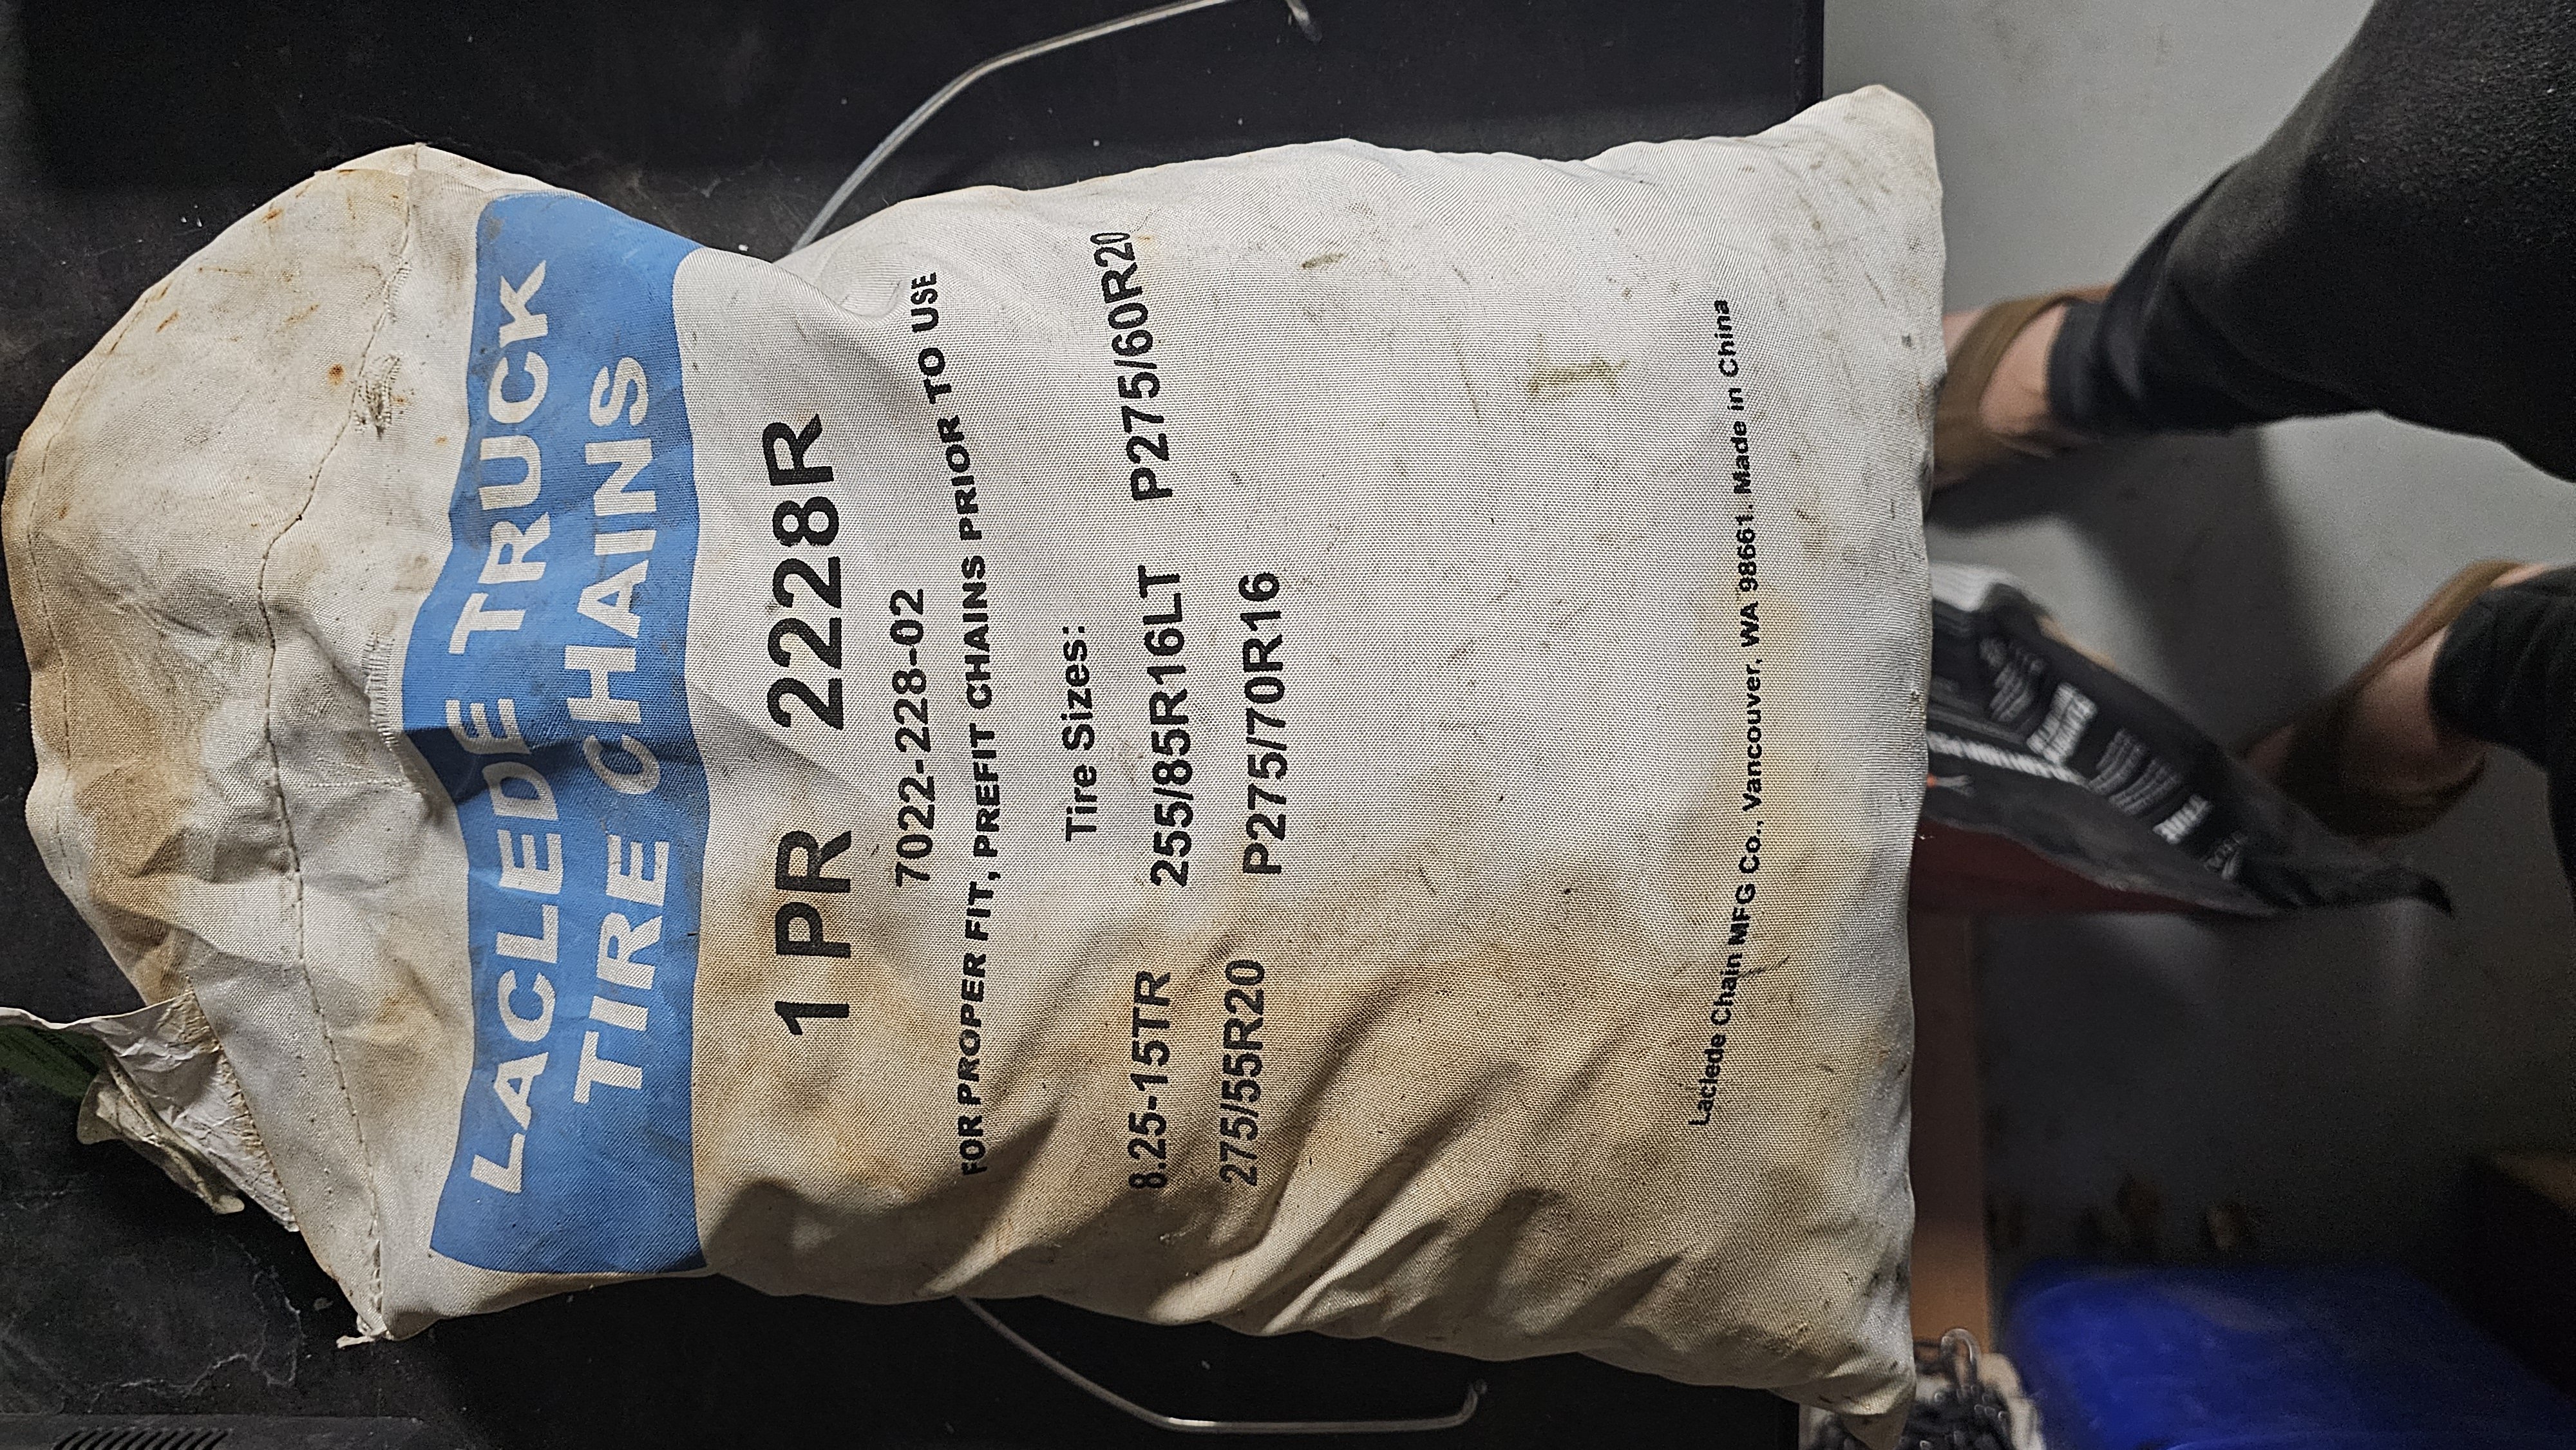 LACLEDE TRUCK
TIRE CHAINS
1 PR 2228R
7022-228-02
FOR PROPER FIT, PREFIT CHAINS PRIOR TO USE
Tire Sizes:
8.25-15TR 255/85R16LT P275/60R20
275/55R20 P275/70R16
Laclede Chain MFG Co., Vancouver, WA 98661. Made in China